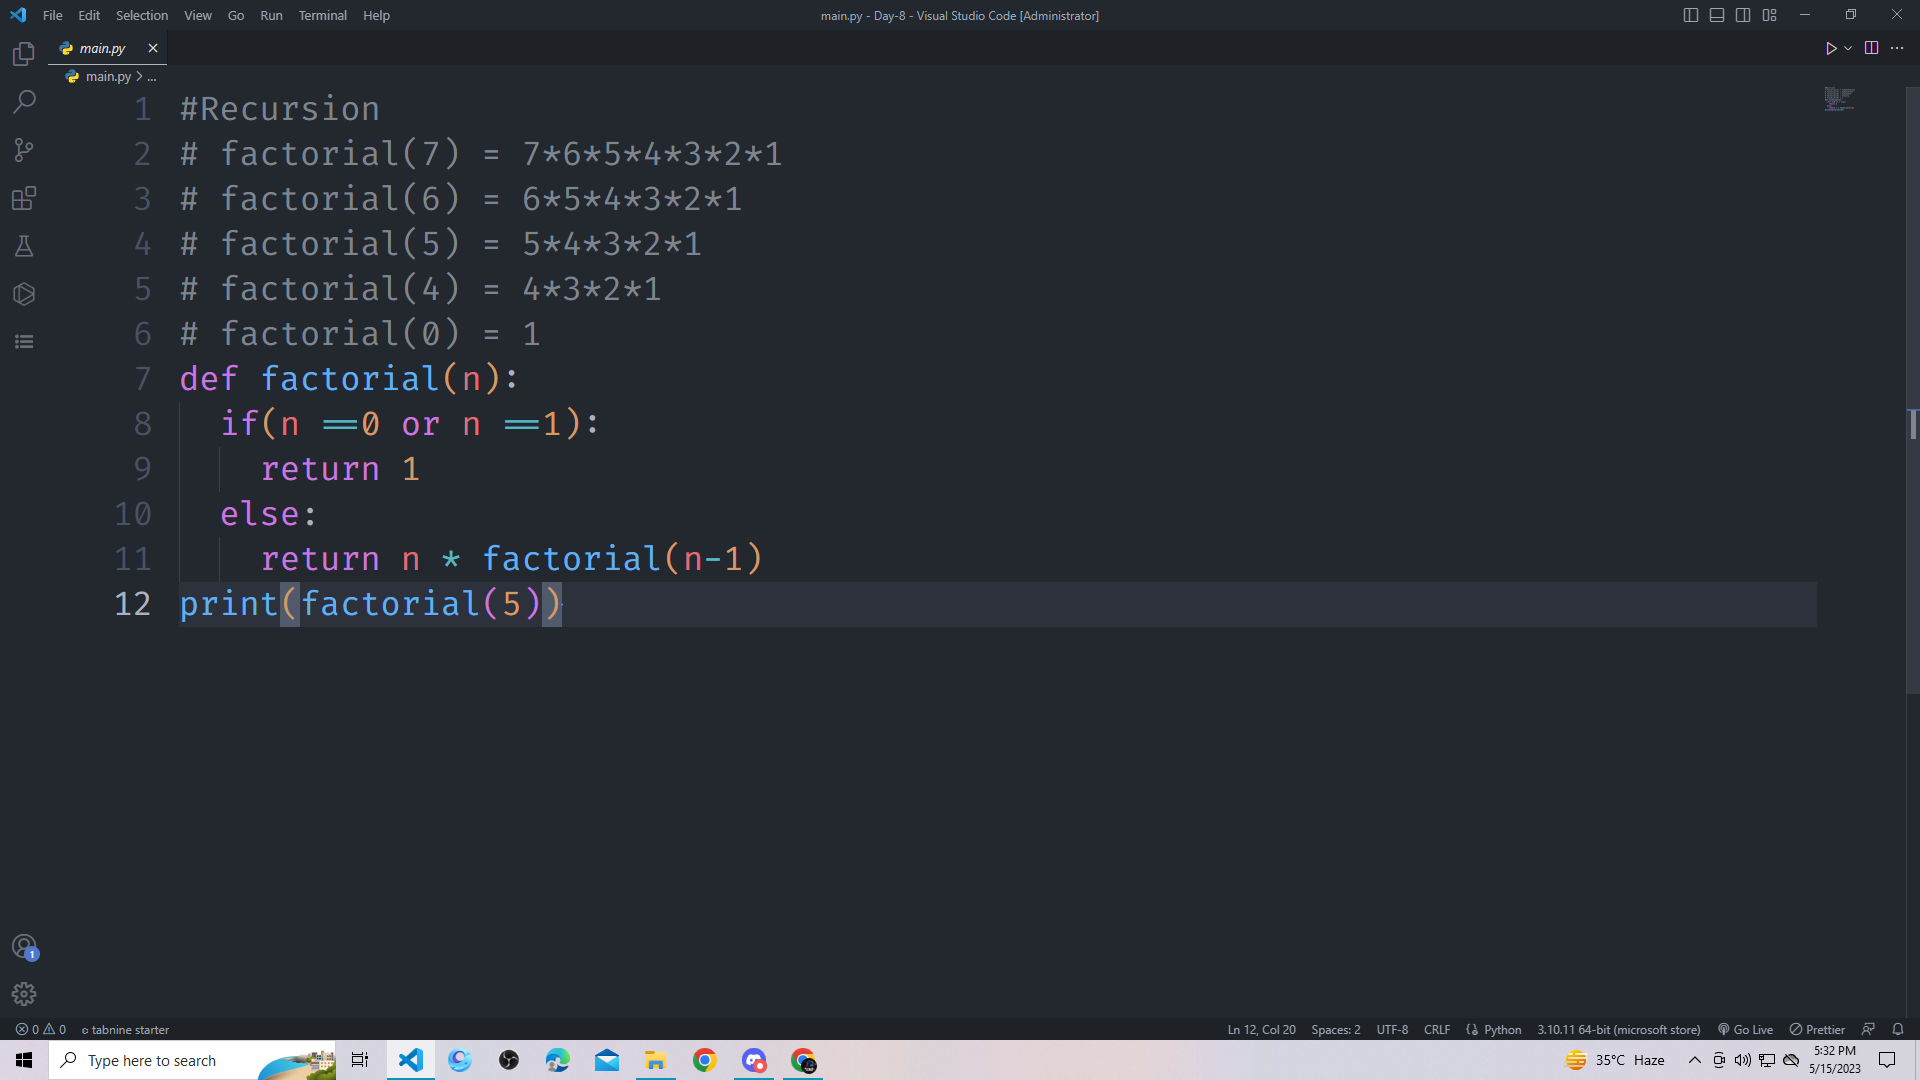 File Edit Selection View Go Run Terminal Help main.py - Day-8 - Visual Studio Code [Administrator]
main.py
main.py > ...
1 #Recursion
2 # factorial(7) = 7*6*5*4*3*2*1
3 # factorial(6) = 6*5*4*3*2*1
4 # factorial(5) = 5*4*3*2*1
5 # factorial(4) = 4*3*2*1
6 # factorial(0) = 1
7 def factorial(n):
8   if(n ==0 or n ==1):
9     return 1
10   else:
11     return n * factorial(n-1)
12 print(factorial(5))
1
0 0 tabnine starter Ln 12, Col 20 Spaces: 2 UTF-8 CRLF Python 3.10.11 64-bit (microsoft store) Go Live Prettier
Type here to search 35°C Haze 5:32 PM
5/15/2023